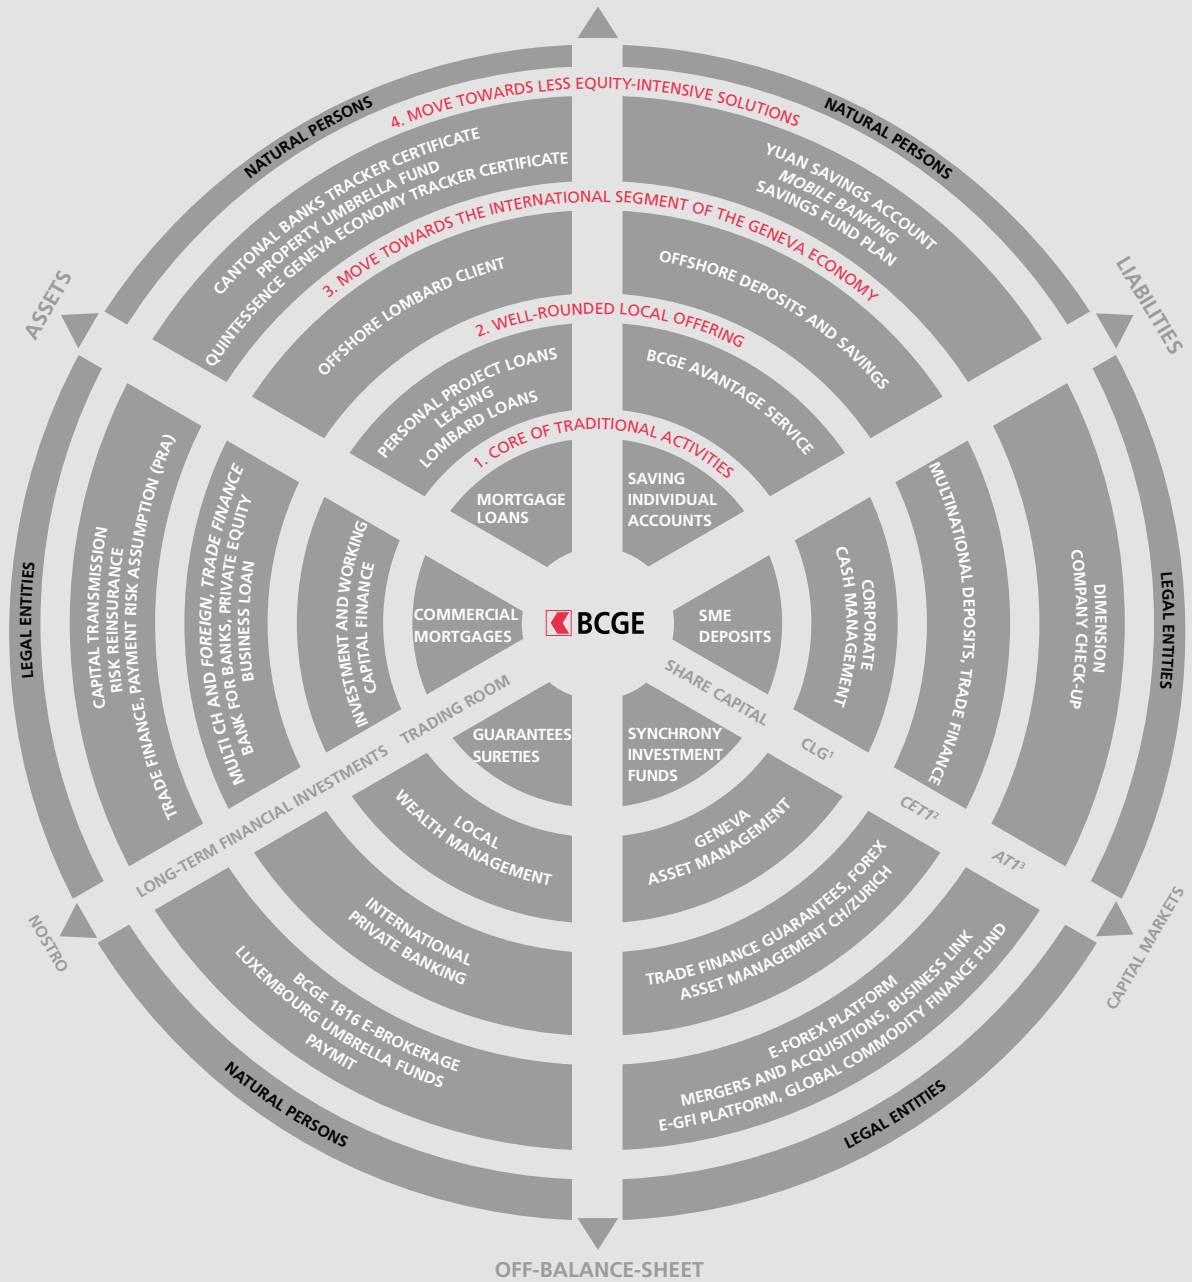 4. MOVE TOWARDS LESS EQUITY-INTENSIVE SOLUTIONS
NATURAL PERSONS
CANTONAL BANKS TRACKER CERTIFICATE
PROPERTY UMBRELLA FUND
QUINTESSENCE GENEVA ECONOMY TRACKER CERTIFICATE
NATURAL PERSONS
YUAN SAVINGS ACCOUNT
MOBILE BANKING
SAVINGS FUND PLAN
3. MOVE TOWARDS THE INTERNATIONAL SEGMENT OF THE GENEVA ECONOMY
OFFSHORE LOMBARD CLIENT
OFFSHORE DEPOSITS AND SAVINGS
ASSETS
LIABILITIES
2. WELL-ROUNDED LOCAL OFFERING
PERSONAL PROJECT LOANS
LEASING
LOMBARD LOANS
BCGE AVANTAGE SERVICE
1. CORE OF TRADITIONAL ACTIVITIES
MORTGAGE
LOANS
SAVING
INDIVIDUAL
ACCOUNTS
LEGAL ENTITIES
CAPITAL TRANSMISSION
RISK REINSURANCE
TRADE FINANCE, PAYMENT RISK ASSUMPTION (PRA)
MULTI CH AND FOREIGN, TRADE FINANCE
BANK FOR BANKS, PRIVATE EQUITY
BUSINESS LOAN
INVESTMENT AND WORKING
CAPITAL FINANCE
COMMERCIAL
MORTGAGES
BCGE
SME
DEPOSITS
CORPORATE
CASH MANAGEMENT
MULTINATIONAL DEPOSITS, TRADE FINANCE
DIMENSION
COMPANY CHECK-UP
LEGAL ENTITIES
LONG-TERM FINANCIAL INVESTMENTS
TRADING ROOM
SHARE CAPITAL
CLG¹
CET1²
AT1³
GUARANTEES
SURETIES
SYNCHRONY
INVESTMENT
FUNDS
LOCAL
WEALTH MANAGEMENT
GENEVA
ASSET MANAGEMENT
NOSTRO
CAPITAL MARKETS
INTERNATIONAL
PRIVATE BANKING
TRADE FINANCE GUARANTEES, FOREX
ASSET MANAGEMENT CH/ZURICH
BCGE 1816 E-BROKERAGE
LUXEMBOURG UMBRELLA FUNDS
PAYMIT
E-FOREX PLATFORM
MERGERS AND ACQUISITIONS, BUSINESS LINK
E-GFI PLATFORM, GLOBAL COMMODITY FINANCE FUND
NATURAL PERSONS
LEGAL ENTITIES
OFF-BALANCE-SHEET